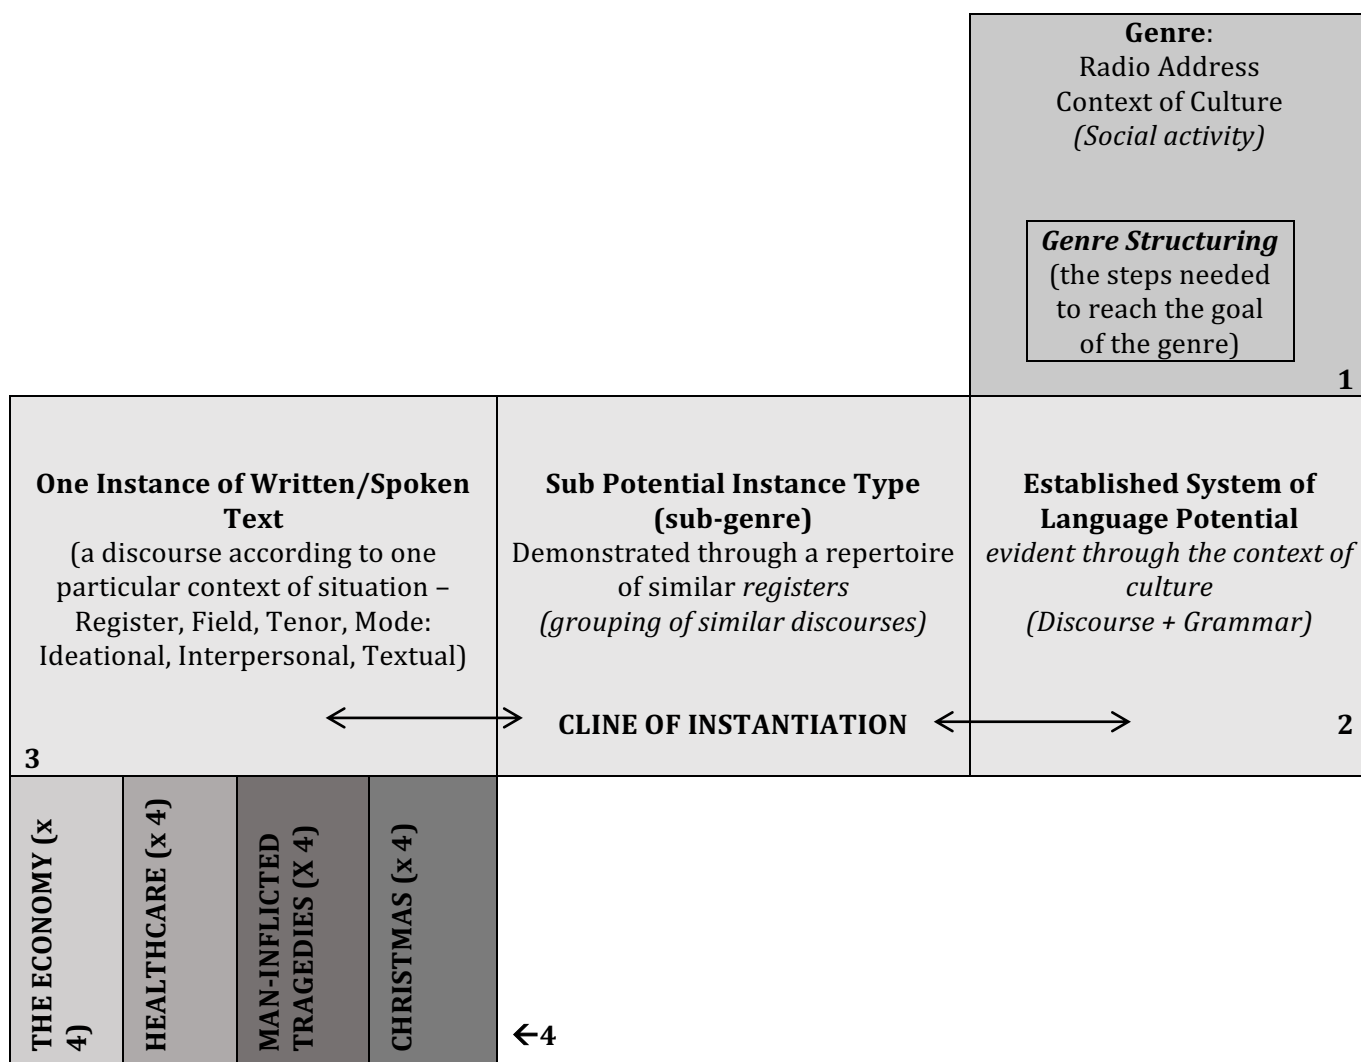 Genre:
Radio Address
Context of Culture
(Social activity)
Genre Structuring
(the steps needed
to reach the goal
of the genre)
1
One Instance of Written/Spoken
Text
(a discourse according to one
particular context of situation –
Register, Field, Tenor, Mode:
Ideational, Interpersonal, Textual)
3
Sub Potential Instance Type
(sub-genre)
Demonstrated through a repertoire
of similar registers
(grouping of similar discourses)
CLINE OF INSTANTIATION
Established System of
Language Potential
evident through the context of
culture
(Discourse + Grammar)
2
THE ECONOMY (x
4)
HEALTHCARE (x 4)
MAN-INFLICTED
TRAGEDIES (X 4)
CHRISTMAS (x 4)
←4